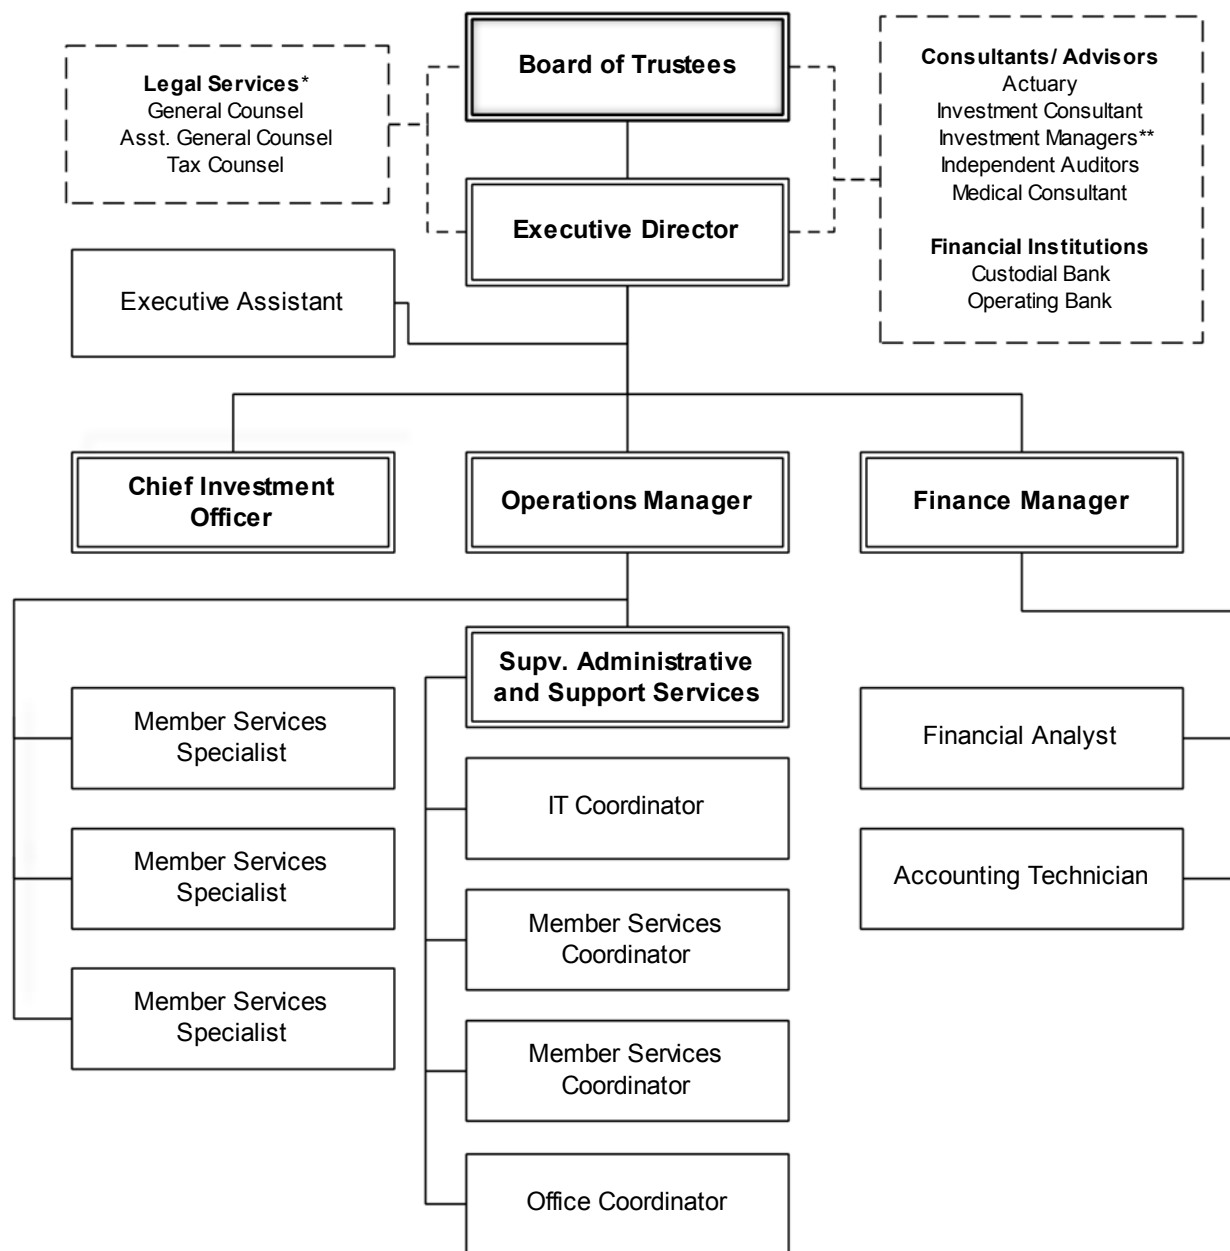 Board of Trustees
Legal Services*
General Counsel
Asst. General Counsel
Tax Counsel
Consultants/ Advisors
Actuary
Investment Consultant
Investment Managers**
Independent Auditors
Medical Consultant
Financial Institutions
Custodial Bank
Operating Bank
Executive Director
Executive Assistant
Chief Investment
Officer
Operations Manager
Finance Manager
Supv. Administrative
and Support Services
Member Services
Specialist
Member Services
Specialist
Member Services
Specialist
IT Coordinator
Member Services
Coordinator
Member Services
Coordinator
Office Coordinator
Financial Analyst
Accounting Technician